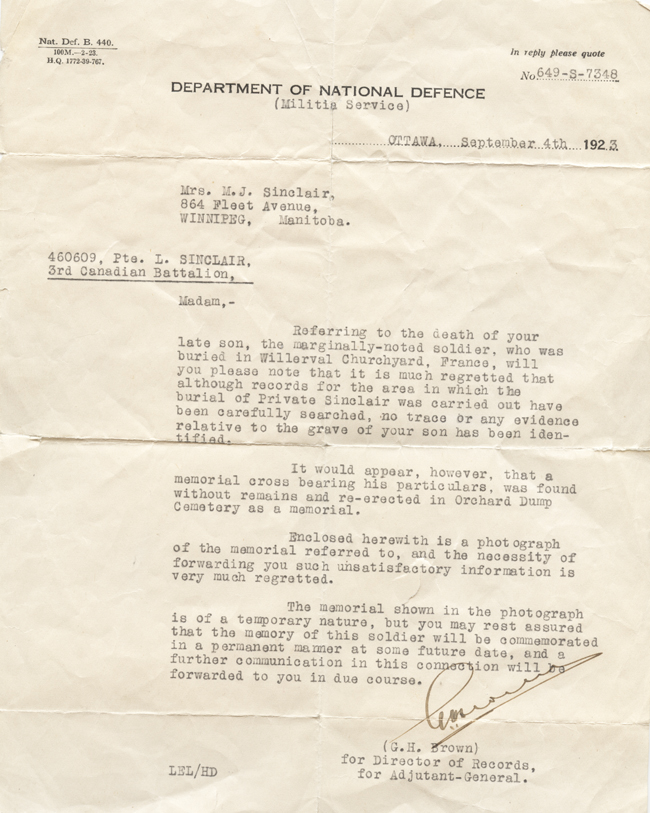 Nat. Def. B. 440.
100M.—2-23.
H.Q. 1772-39-767.
In reply please quote
No. 649-S-7348
DEPARTMENT OF NATIONAL DEFENCE
(Militia Service)
OTTAWA, September 4th 1923
Mrs. M.J. Sinclair,
864 Fleet Avenue,
WINNIPEG, Manitoba.
460609, Pte. L. SINCLAIR,
3rd Canadian Battalion,
Madam,-
Referring to the death of your
late son, the marginally-noted soldier, who was
buried in Willerval Churchyard, France, will
you please note that it is much regretted that
although records for the area in which the
burial of Private Sinclair was carried out have
been carefully searched, no trace or any evidence
relative to the grave of your son has been iden-
tified.
It would appear, however, that a
memorial cross bearing his particulars, was found
without remains and re-erected in Orchard Dump
Cemetery as a memorial.
Enclosed herewith is a photograph
of the memorial referred to, and the necessity of
forwarding you such unsatisfactory information is
very much regretted.
The memorial shown in the photograph
is of a temporary nature, but you may rest assured
that the memory of this soldier will be commemorated
in a permanent manner at some future date, and a
further communication in this connection will be
forwarded to you in due course.
(G.H. Brown)
for Director of Records,
for Adjutant-General.
LEL/HD